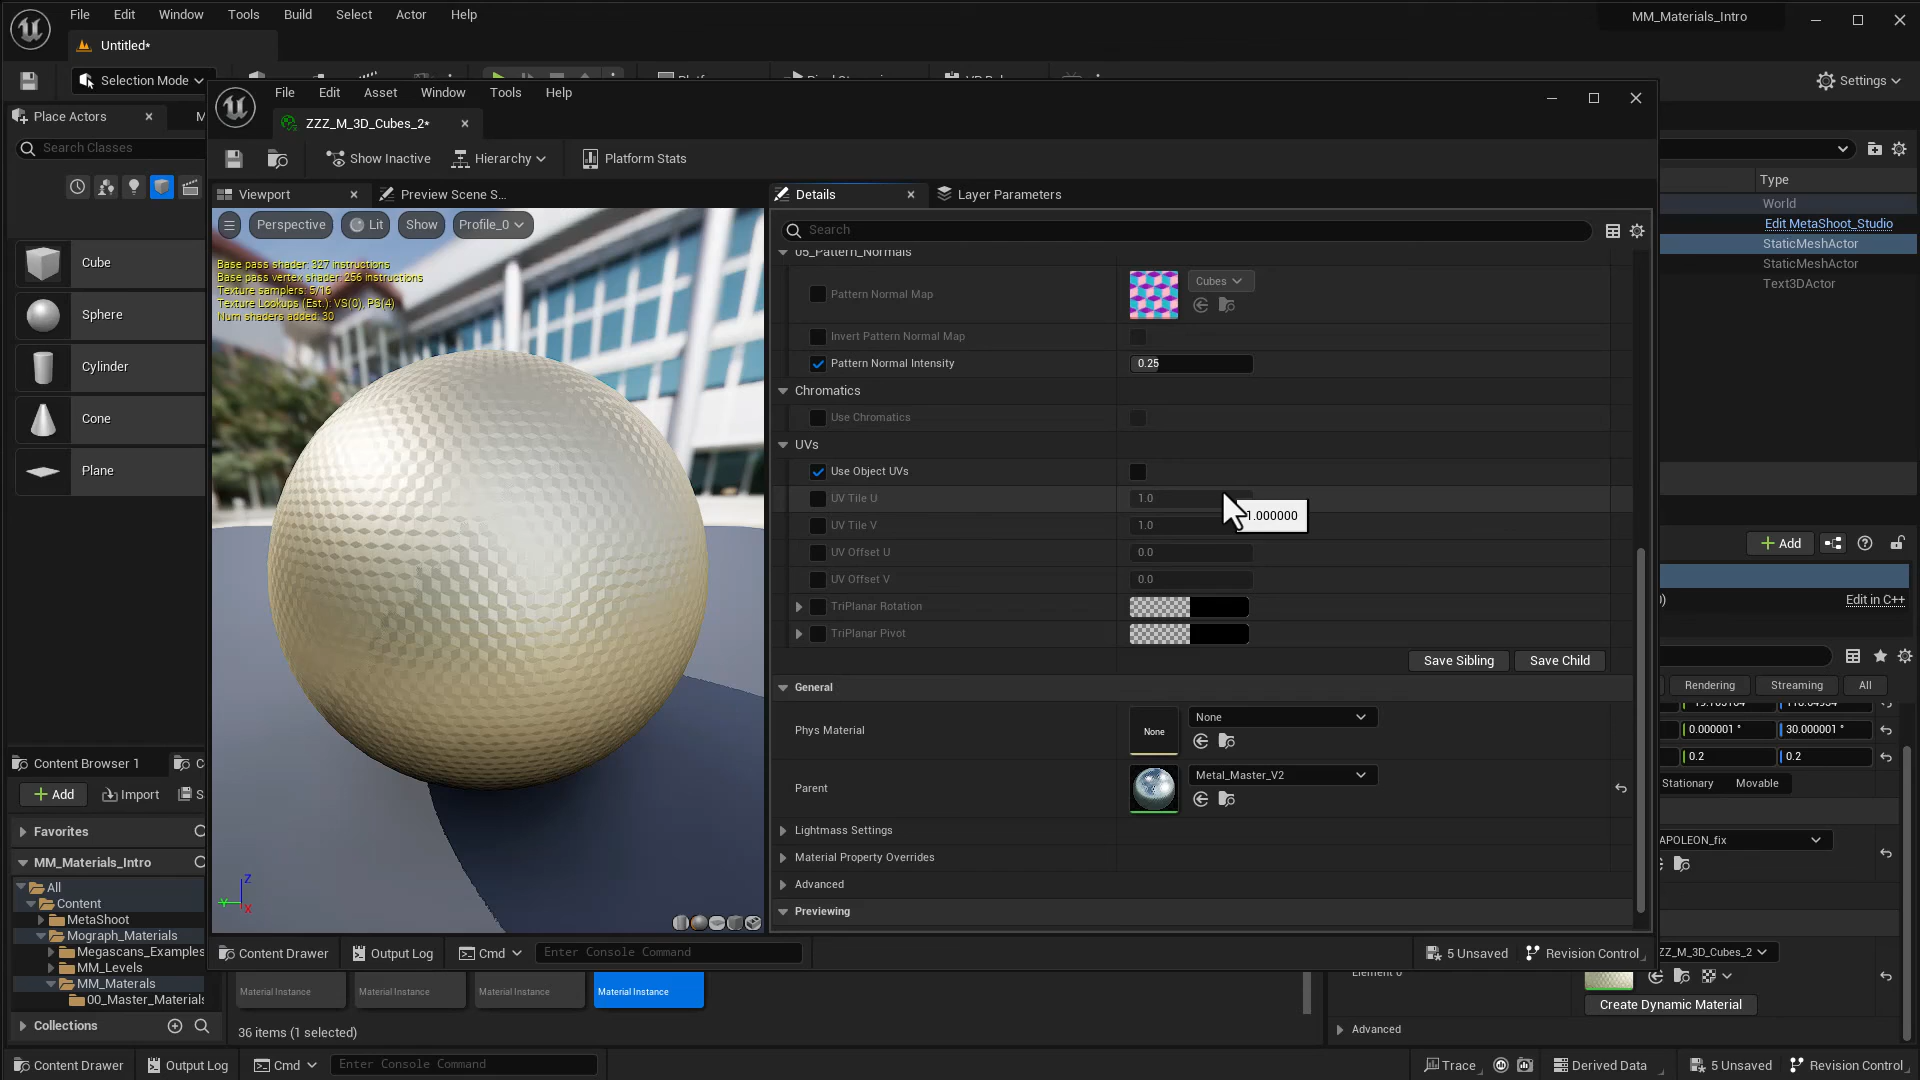 File Edit Window Tools Build Select Actor Help
MM_Materials_Intro
Untitled*
Selection Mode
Settings
File Edit Asset Window Tools Help
Place Actors
ZZZ_M_3D_Cubes_2*
Search Classes
Show Inactive Hierarchy Platform Stats
Viewport Preview Scene S... Details Layer Parameters
Type
Perspective Lit Show Profile_0
Search
World
Edit MetaShoot_Studio
StaticMeshActor
StaticMeshActor
Text3DActor
Cube
Sphere
Cylinder
Cone
Plane
Base pass shader: 327 instructions
Base pass vertex shader: 256 instructions
Texture samplers: 5/16
Texture Lookups (Est.): VS(0), PS(4)
Num shaders added: 30
05_Pattern_Normals
Pattern Normal Map Cubes
Invert Pattern Normal Map
Pattern Normal Intensity 0.25
Chromatics
Use Chromatics
UVs
Use Object UVs
UV Tile U 1.0
1.000000
UV Tile V 1.0
UV Offset U 0.0
UV Offset V 0.0
TriPlanar Rotation
TriPlanar Pivot
Save Sibling Save Child
General
Phys Material None None
Parent Metal_Master_V2
Lightmass Settings
Material Property Overrides
Advanced
Previewing
Z
Y
X
Add
Edit in C++
Rendering Streaming All
0.000001 ° 30.000001 °
0.2 0.2
Stationary Movable
APOLEON_fix
Content Browser 1
Add Import
Favorites
MM_Materials_Intro
All
Content
MetaShoot
Mograph_Materials
Megascans_Examples
MM_Levels
MM_Materals
00_Master_Materials
Collections
Content Drawer Output Log Cmd Enter Console Command 5 Unsaved Revision Control
Material Instance Material Instance Material Instance Material Instance
36 items (1 selected)
ZZ_M_3D_Cubes_2
Element 0
Create Dynamic Material
Advanced
Content Drawer Output Log Cmd Enter Console Command Trace Derived Data 5 Unsaved Revision Control